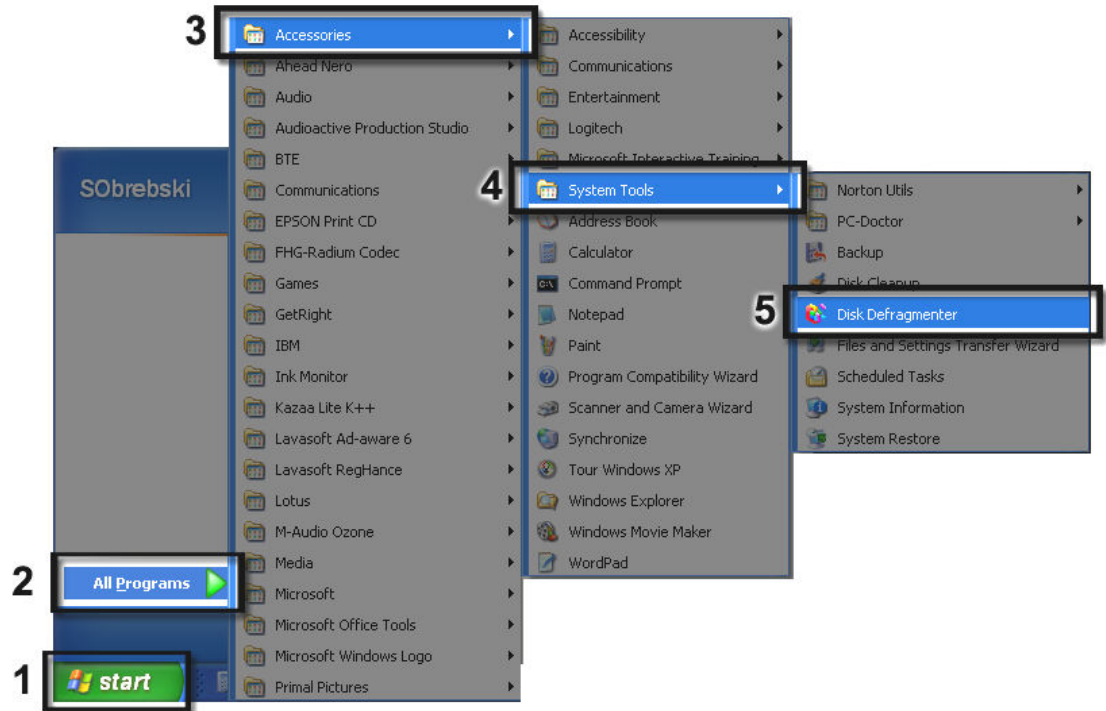 3
Accessories
Ahead Nero
Audio
Audioactive Production Studio
BTE
Communications
EPSON Print CD
FHG-Radium Codec
Games
GetRight
IBM
Ink Monitor
Kazaa Lite K++
Lavasoft Ad-aware 6
Lavasoft RegHance
Lotus
M-Audio Ozone
Media
Microsoft
Microsoft Office Tools
Microsoft Windows Logo
Primal Pictures
Accessibility
Communications
Entertainment
Logitech
Microsoft Interactive Training
4
System Tools
Address Book
Calculator
Command Prompt
Notepad
Paint
Program Compatibility Wizard
Scanner and Camera Wizard
Synchronize
Tour Windows XP
Windows Explorer
Windows Movie Maker
WordPad
Norton Utils
PC-Doctor
Backup
Disk Cleanup
5
Disk Defragmenter
Files and Settings Transfer Wizard
Scheduled Tasks
System Information
System Restore
SObrebski
2
All Programs
1
start